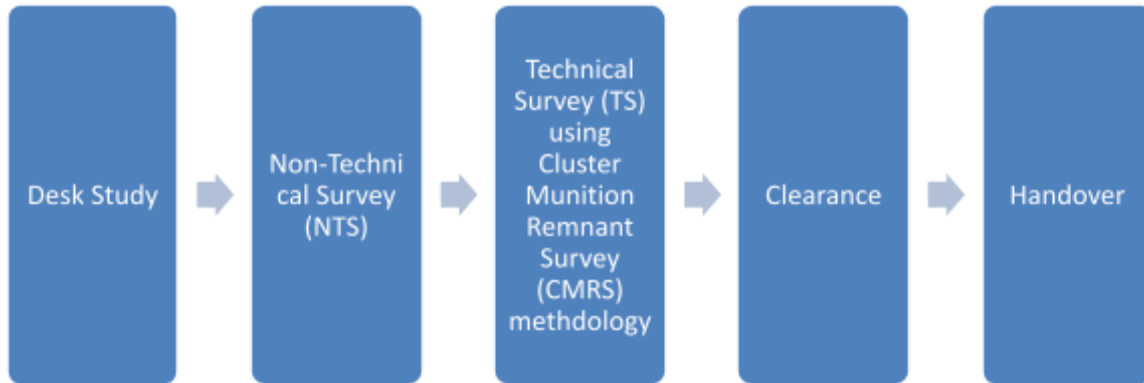 Desk Study
Non-Techni
cal Survey
(NTS)
Technical
Survey (TS)
using
Cluster
Munition
Remnant
Survey
(CMRS)
methdology
Clearance
Handover